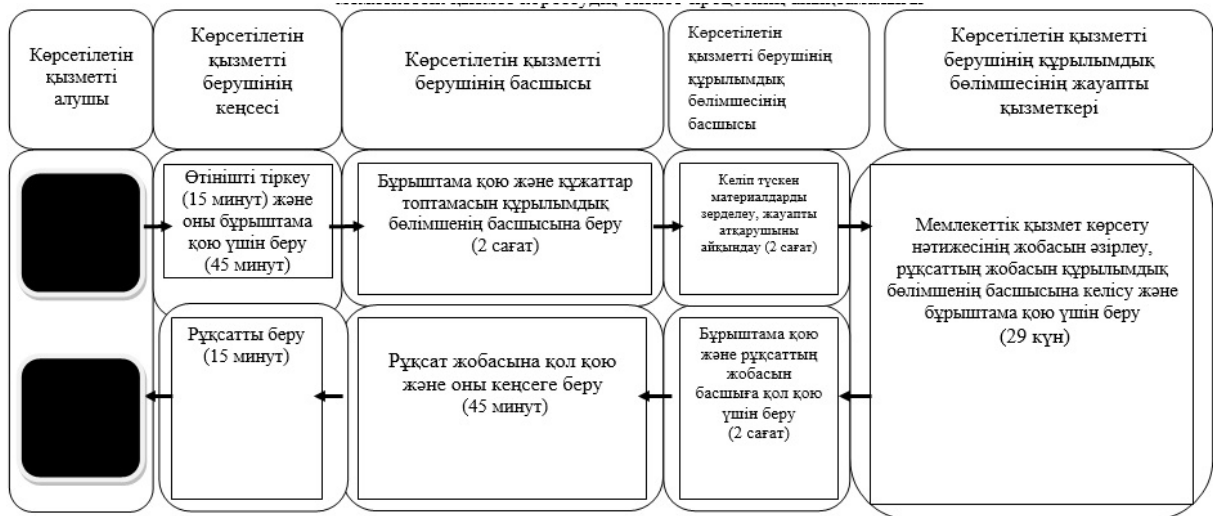 Көрсетілетін
қызметті
алушы
Көрсетілетін
қызметті
берушінің
кеңсесі
Көрсетілетін қызметті
берушінің басшысы
Көрсетілетін
қызметті берушінің
құрылымдық
бөлімшесінің
басшысы
Көрсетілетін қызметті
берушінің құрылымдық
бөлімшесінің жауапты
қызметкері
Өтінішті тіркеу
(15 минут) және
оны бұрыштама
қою үшін беру
(45 минут)
Бұрыштама қою және құжаттар
топтамасын құрылымдық
бөлімшенің басшысына беру
(2 сағат)
Келіп түскен
материалдарды
зерделеу, жауапты
атқарушыны
айқындау (2 сағат)
Мемлекеттік қызмет көрсету
нәтижесінің жобасын әзірлеу,
рұқсаттың жобасын құрылымдық
бөлімшенің басшысына келісу және
бұрыштама қою үшін беру
(29 күн)
Рұқсатты беру
(15 минут)
Рұқсат жобасына қол қою
және оны кеңсеге беру
(45 минут)
Бұрыштама қою
және рұқсаттың
жобасын
басшыға қол қою
үшін беру
(2 сағат)